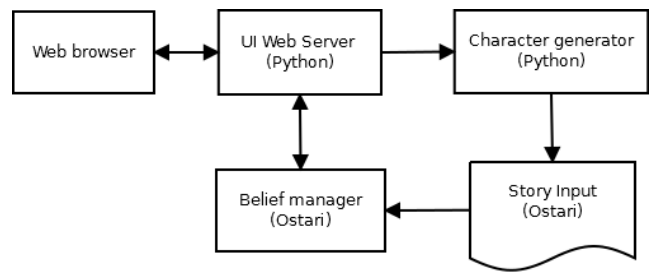 Web browser
UI Web Server
(Python)
Character generator
(Python)
Belief manager
(Ostari)
Story Input
(Ostari)